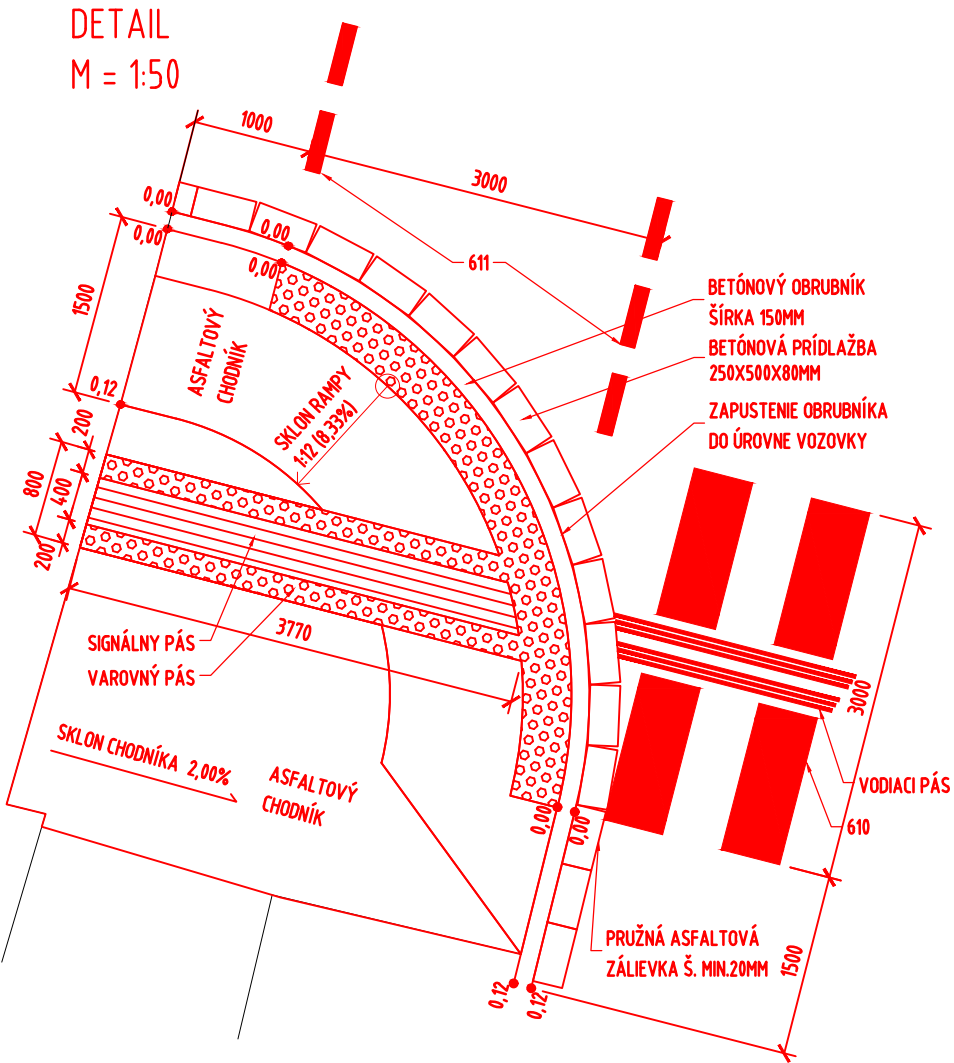 DETAIL
M = 1:50
1000
3000
0,00
0,00
0,00
0,00
611
1500
BETÓNOVÝ OBRUBNÍK
ŠÍRKA 150MM
BETÓNOVÁ PRÍDLAŽBA
250X500X80MM
ZAPUSTENIE OBRUBNÍKA
DO ÚROVNE VOZOVKY
ASFALTOVÝ
CHODNÍK
SKLON RAMPY
1:12 (8,33%)
0,12
200
800
400
200
3770
SIGNÁLNY PÁS
VAROVNÝ PÁS
3000
SKLON CHODNÍKA 2,00%
ASFALTOVÝ
CHODNÍK
VODIACI PÁS
610
0,00
0,00
PRUŽNÁ ASFALTOVÁ
ZÁLIEVKA Š. MIN.20MM
1500
0,12
0,12